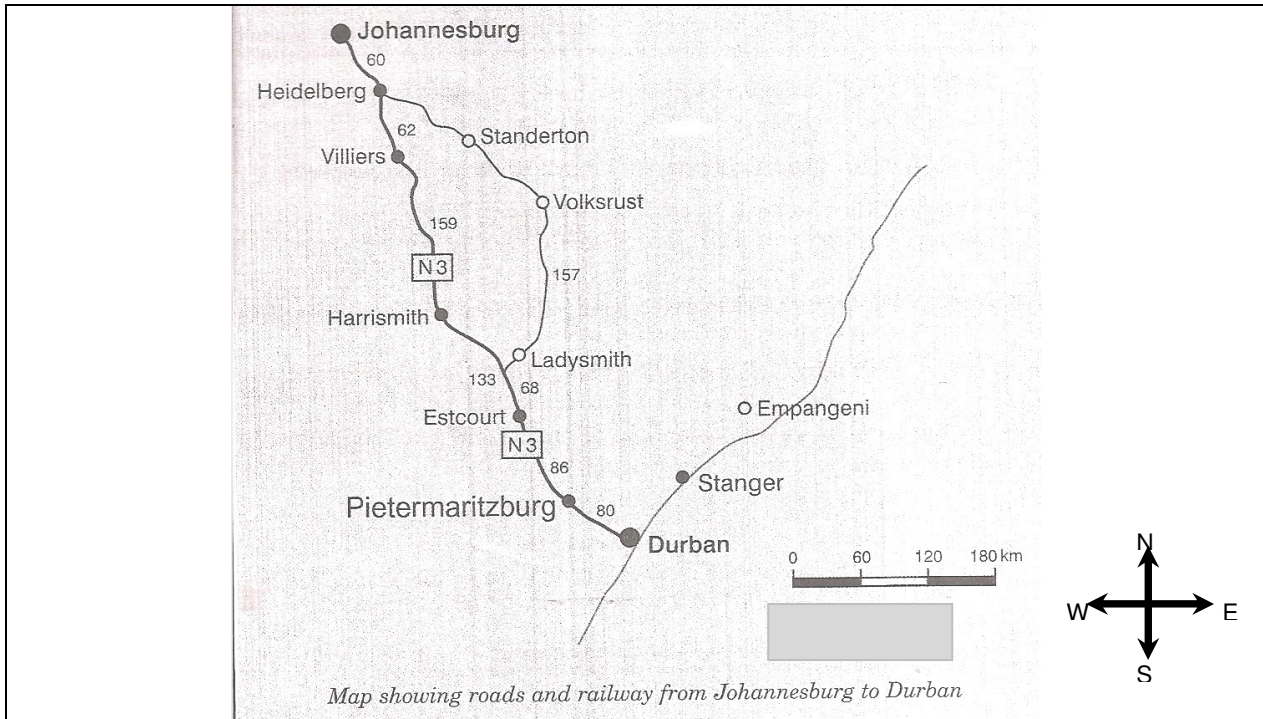 Johannesburg
60
Heidelberg
62
Standerton
Villiers
Volksrust
159
N3
157
Harrismith
Ladysmith
133
68
Estcourt
Empangeni
N3
86
Stanger
Pietermaritzburg
80
Durban
0 60 120 180 km
N
W E
S
Map showing roads and railway from Johannesburg to Durban